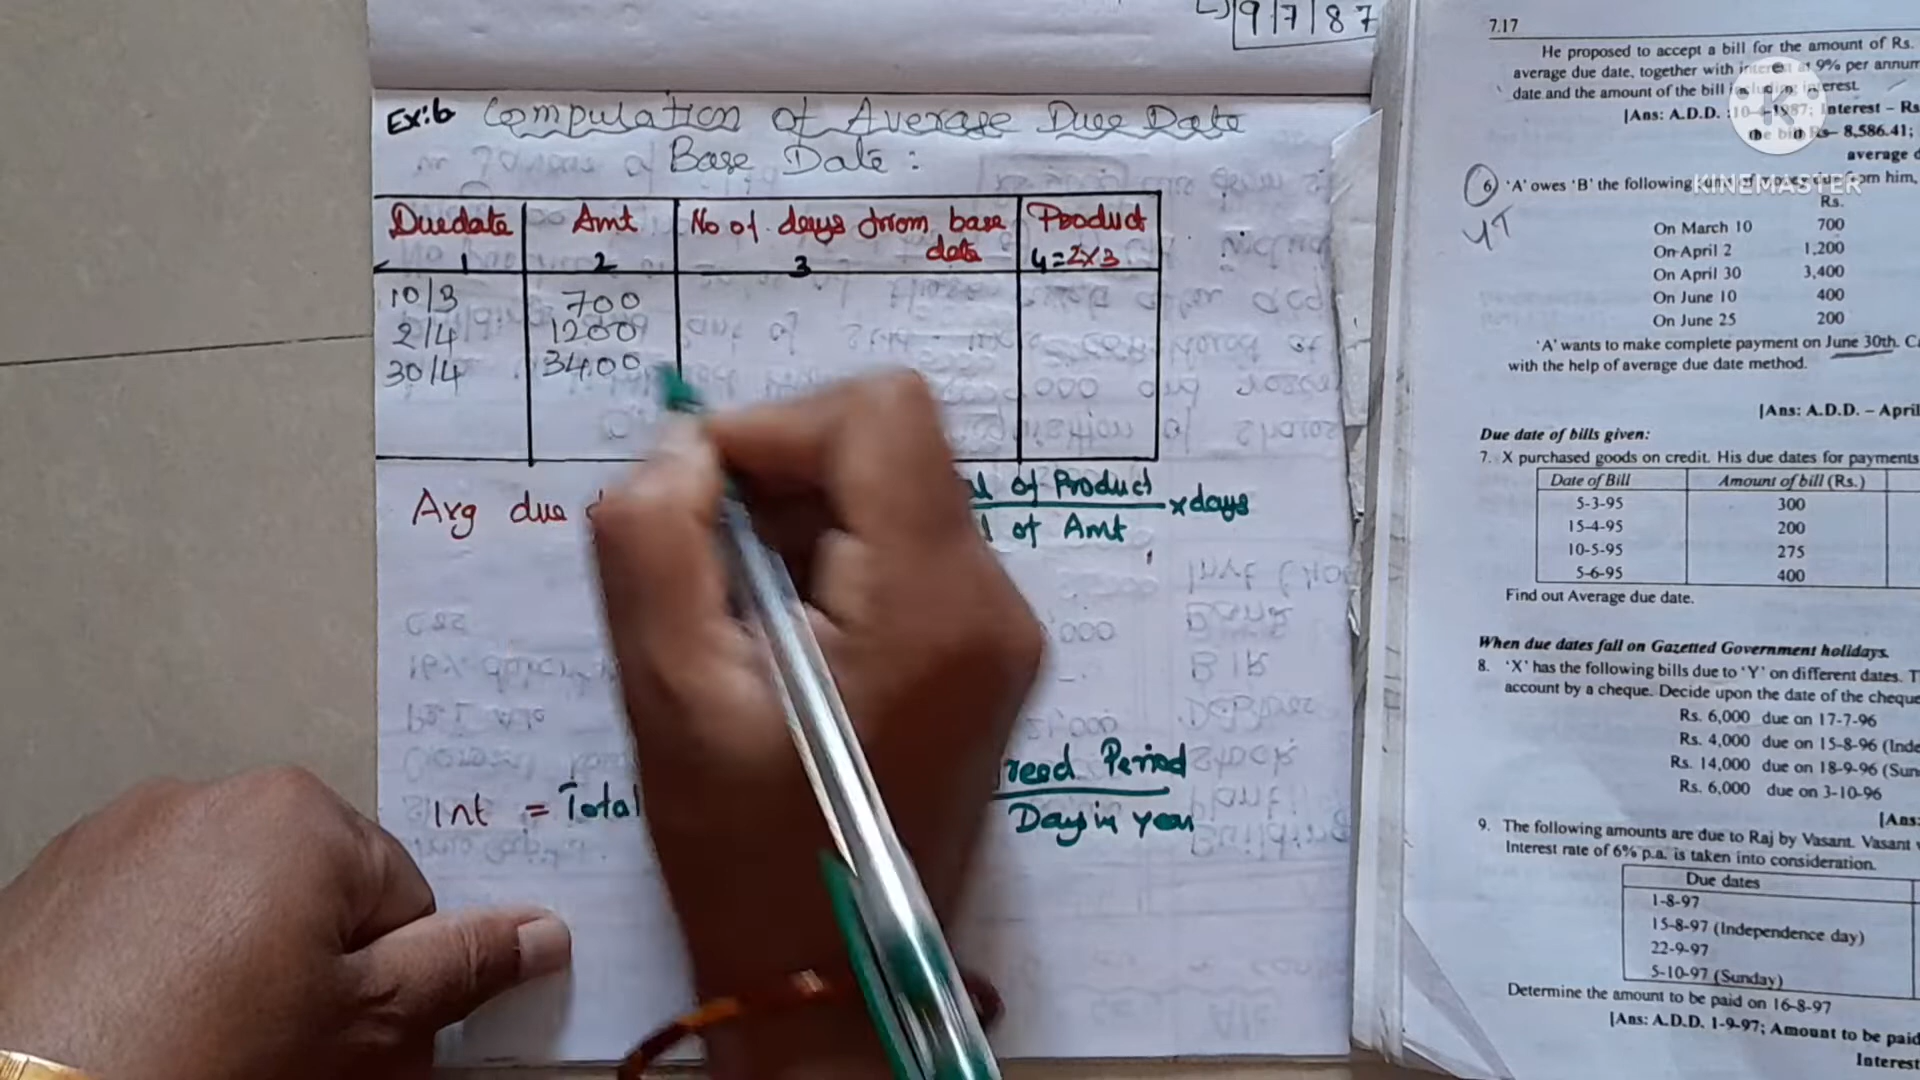 9/7/87
Ex:6 Computation of Average Due Date
Base Date :
Duedate Amt No of days from base date Product
1 2 3 4=2x3
10/3 700
2/4 1200
30/4 3400
Avg due of Product x days
of Amt
Int = Total Period
Day in year
7.17
He proposed to accept a bill for the amount of Rs.
average due date, together with interest at 9% per annum
date and the amount of the bill including interest.
[Ans: A.D.D. :10-4-1987; Interest – Rs
the bill Rs– 8,586.41;
average d
KINEMASTER
6) 'A' owes 'B' the following from him,
Rs.
On March 10 700
On April 2 1,200
On April 30 3,400
On June 10 400
On June 25 200
'A' wants to make complete payment on June 30th. C
with the help of average due date method.
[Ans: A.D.D. – April
Due date of bills given:
7. X purchased goods on credit. His due dates for payments
Date of Bill Amount of bill (Rs.)
5-3-95 300
15-4-95 200
10-5-95 275
5-6-95 400
Find out Average due date.
When due dates fall on Gazetted Government holidays.
8. 'X' has the following bills due to 'Y' on different dates. T
account by a cheque. Decide upon the date of the cheque
Rs. 6,000 due on 17-7-96
Rs. 4,000 due on 15-8-96 (Inde
Rs. 14,000 due on 18-9-96 (Sun
Rs. 6,000 due on 3-10-96
[Ans:
9. The following amounts are due to Raj by Vasant. Vasant
Interest rate of 6% p.a. is taken into consideration.
Due dates
1-8-97
15-8-97 (Independence day)
22-9-97
5-10-97 (Sunday)
Determine the amount to be paid on 16-8-97
[Ans: A.D.D. 1-9-97; Amount to be paid
Interest